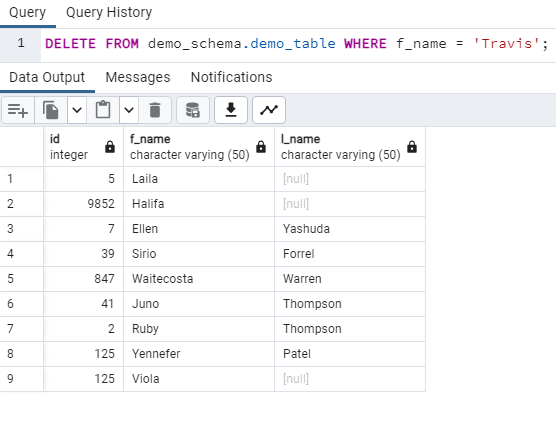 Query Query History
1 DELETE FROM demo_schema.demo_table WHERE f_name = 'Travis';
Data Output Messages Notifications
id f_name l_name
integer character varying (50) character varying (50)
1 5 Laila [null]
2 9852 Halifa [null]
3 7 Ellen Yashuda
4 39 Sirio Forrel
5 847 Waitecosta Warren
6 41 Juno Thompson
7 2 Ruby Thompson
8 125 Yennefer Patel
9 125 Viola [null]